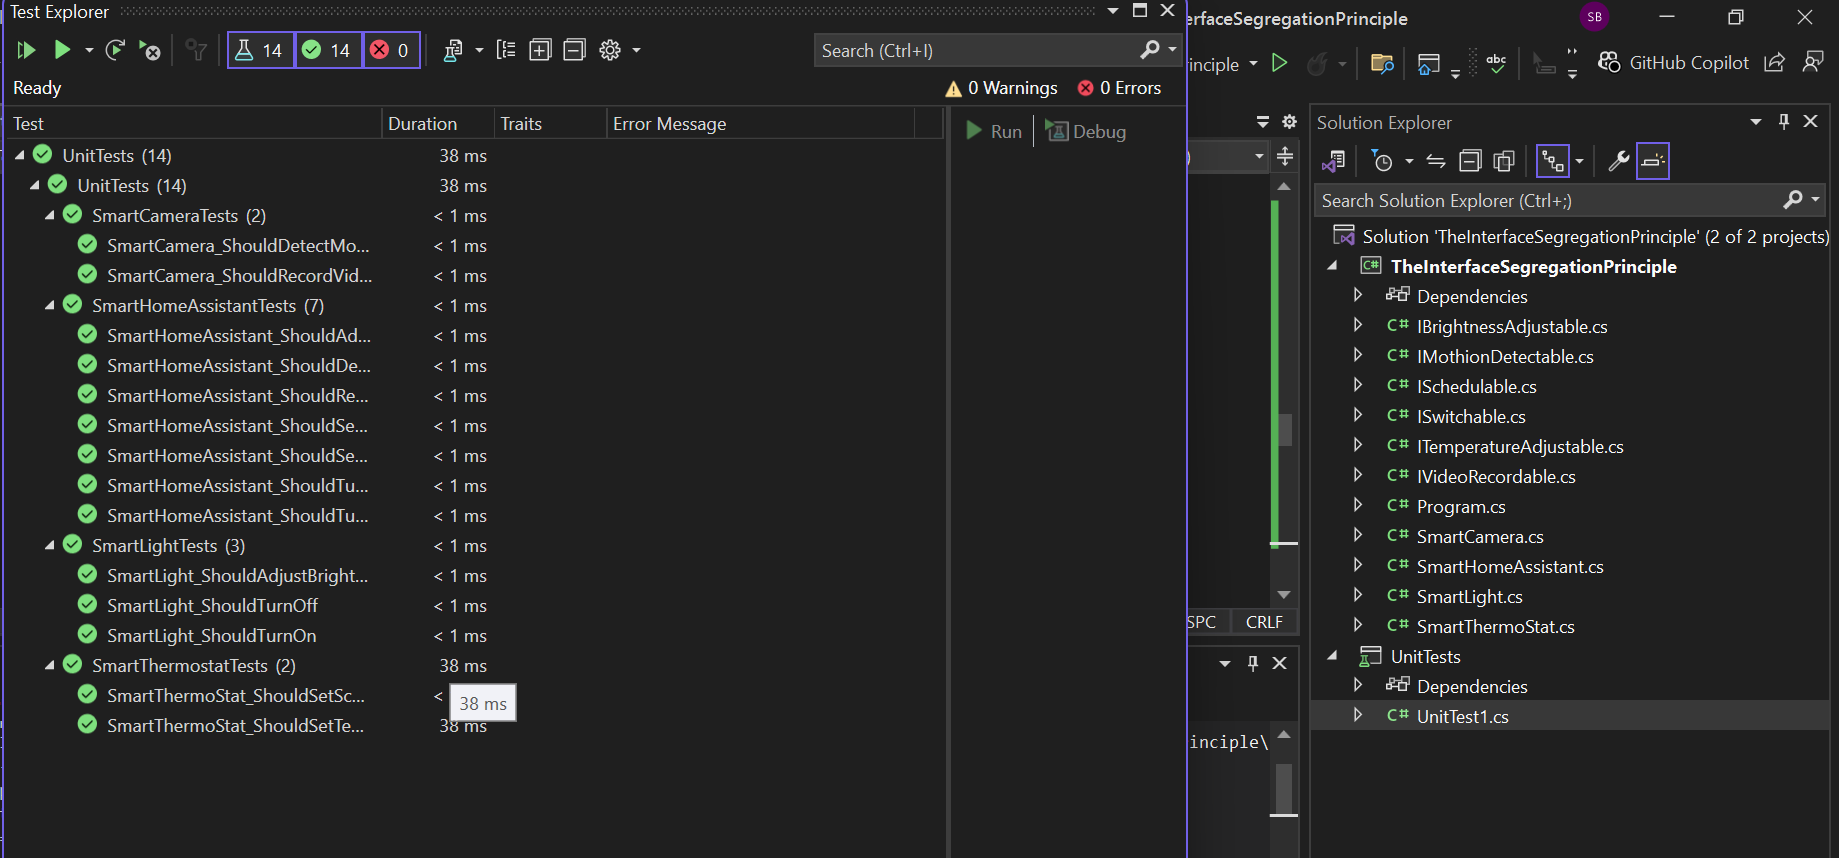 Test Explorer
14 14 0
Search (Ctrl+I)
Ready
0 Warnings 0 Errors
Test Duration Traits Error Message
Run Debug
UnitTests (14) 38 ms
UnitTests (14) 38 ms
SmartCameraTests (2) < 1 ms
SmartCamera_ShouldDetectMo... < 1 ms
SmartCamera_ShouldRecordVid... < 1 ms
SmartHomeAssistantTests (7) < 1 ms
SmartHomeAssistant_ShouldAd... < 1 ms
SmartHomeAssistant_ShouldDe... < 1 ms
SmartHomeAssistant_ShouldRe... < 1 ms
SmartHomeAssistant_ShouldSe... < 1 ms
SmartHomeAssistant_ShouldSe... < 1 ms
SmartHomeAssistant_ShouldTu... < 1 ms
SmartHomeAssistant_ShouldTu... < 1 ms
SmartLightTests (3) < 1 ms
SmartLight_ShouldAdjustBright... < 1 ms
SmartLight_ShouldTurnOff < 1 ms
SmartLight_ShouldTurnOn < 1 ms
SmartThermostatTests (2) 38 ms
SmartThermoStat_ShouldSetSc... <
38 ms
SmartThermoStat_ShouldSetTe... 38 ms
erfaceSegregationPrinciple
SB
inciple
abc
GitHub Copilot
)
SPC CRLF
inciple\
Solution Explorer
Search Solution Explorer (Ctrl+;)
Solution 'TheInterfaceSegregationPrinciple' (2 of 2 projects)
C# TheInterfaceSegregationPrinciple
Dependencies
C# IBrightnessAdjustable.cs
C# IMothionDetectable.cs
C# ISchedulable.cs
C# ISwitchable.cs
C# ITemperatureAdjustable.cs
C# IVideoRecordable.cs
C# Program.cs
C# SmartCamera.cs
C# SmartHomeAssistant.cs
C# SmartLight.cs
C# SmartThermoStat.cs
UnitTests
Dependencies
C# UnitTest1.cs